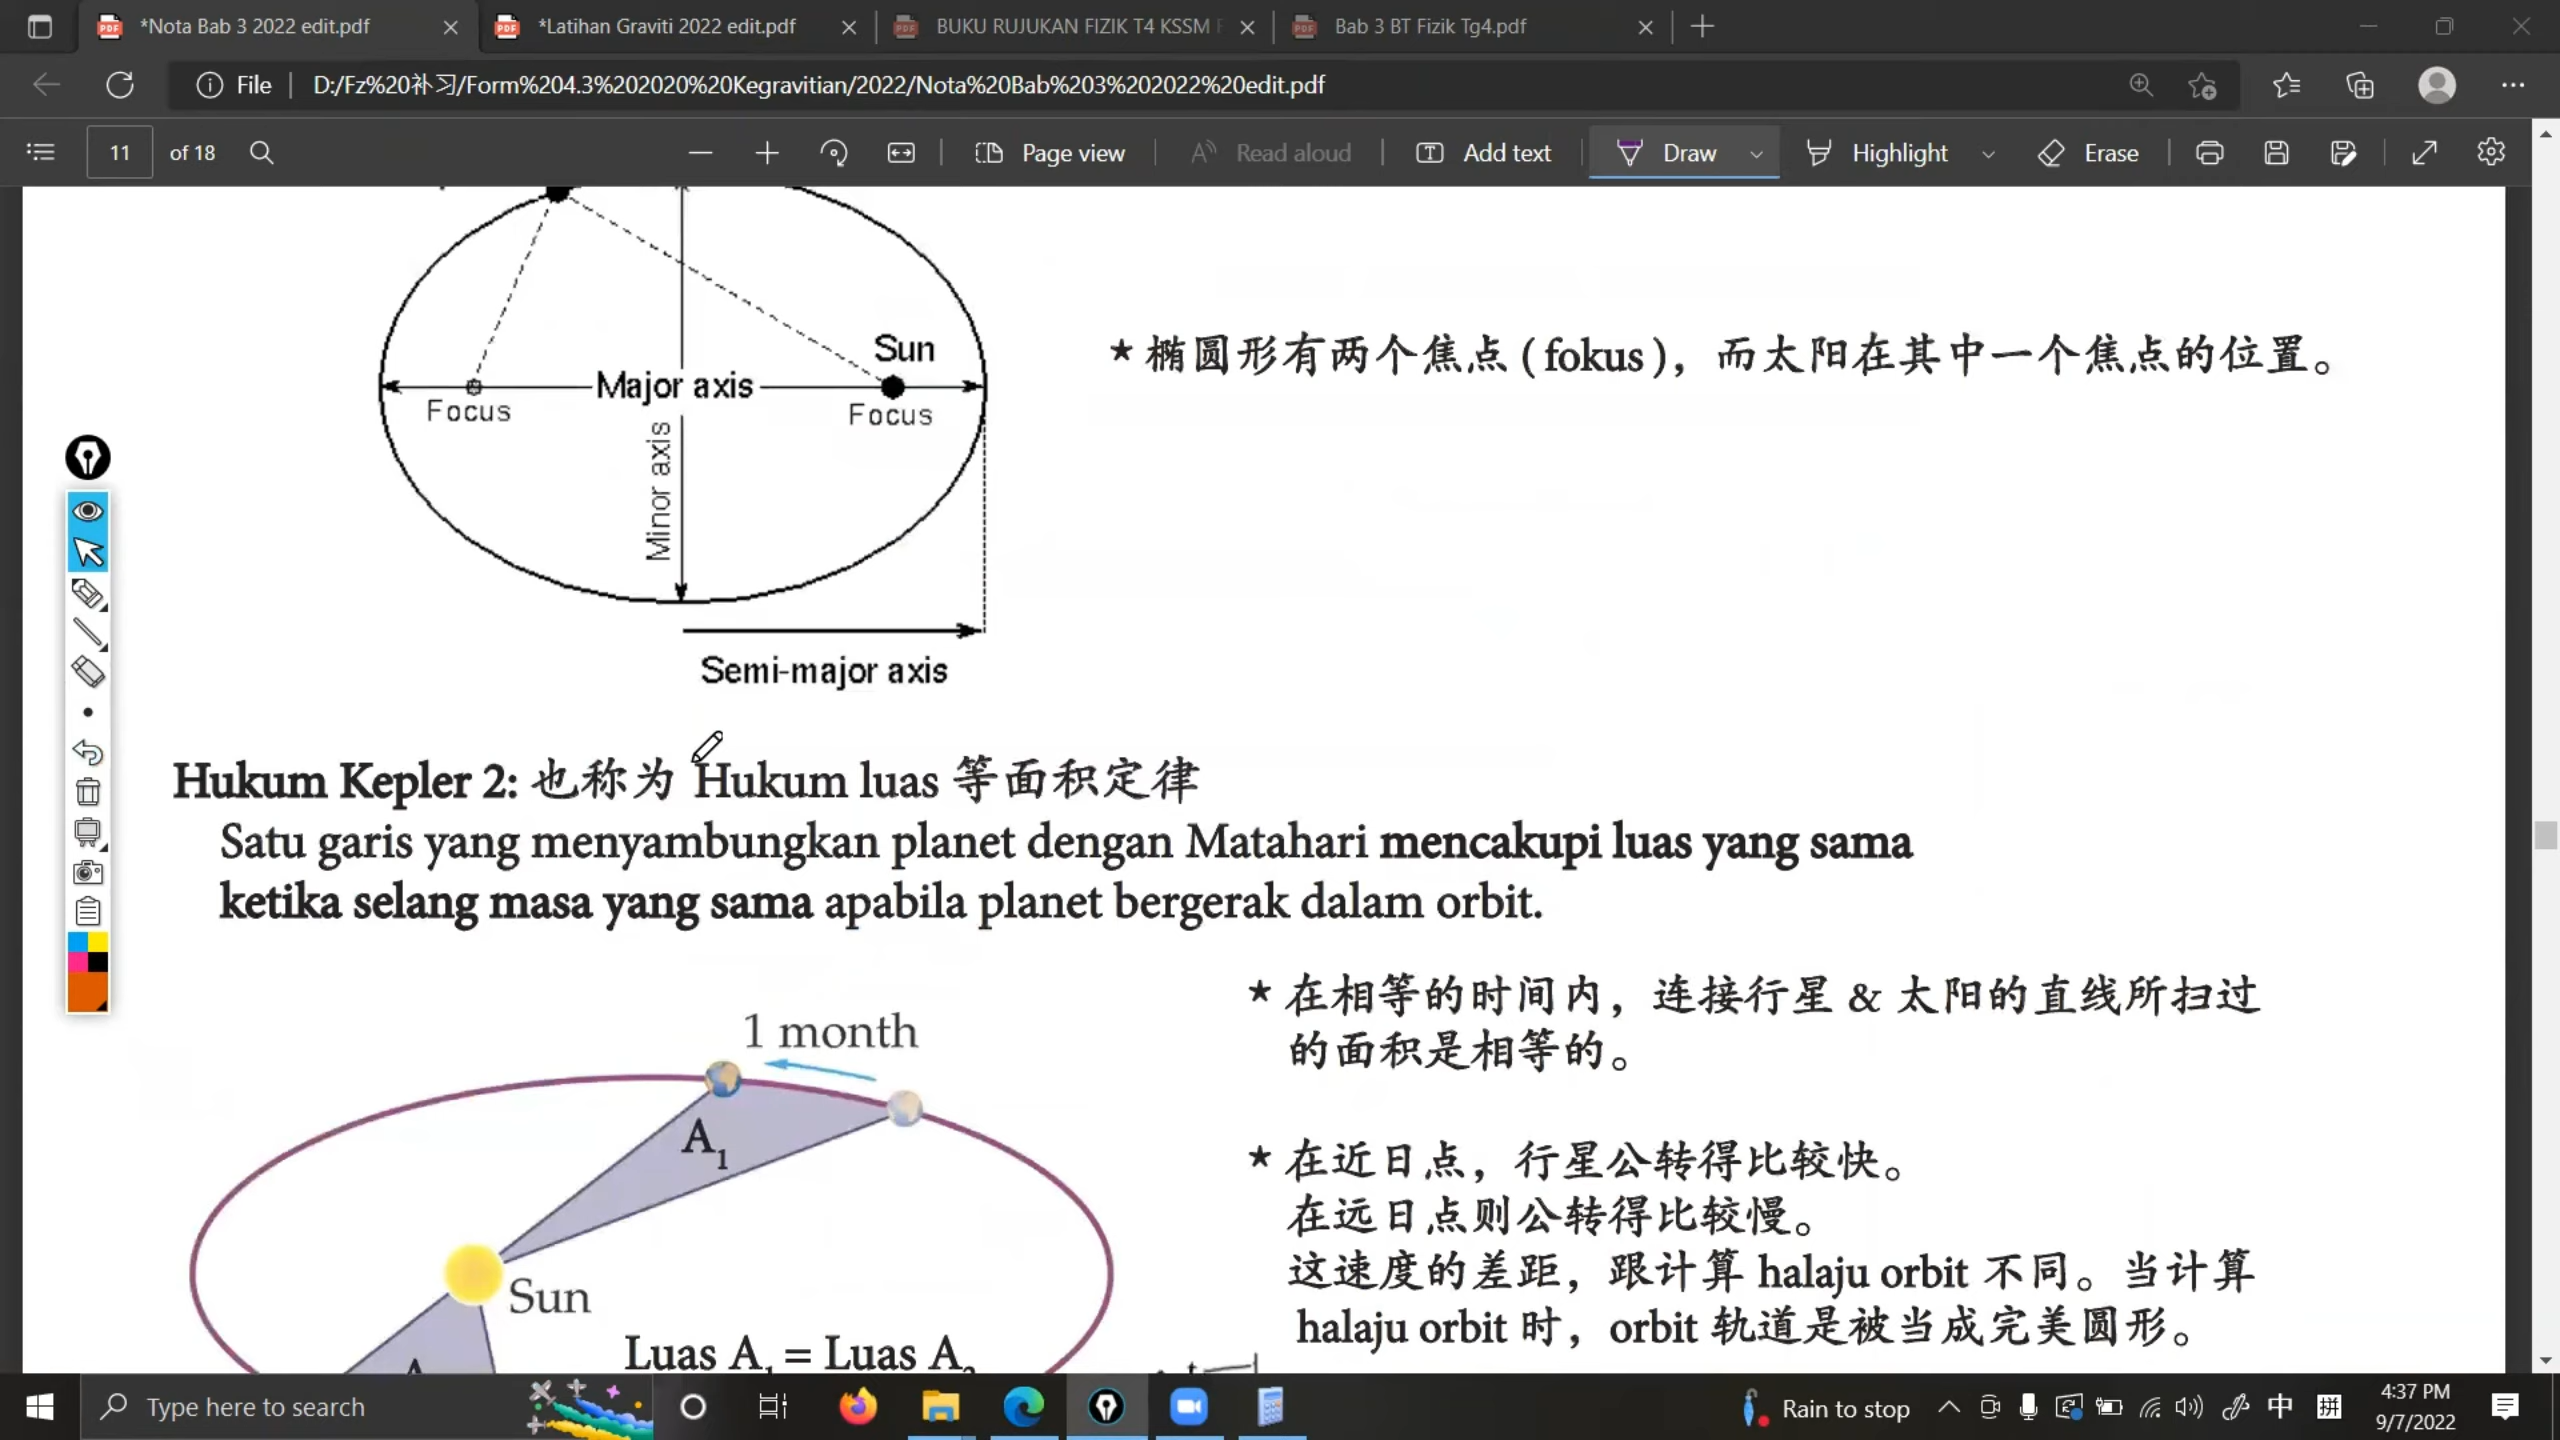 *Nota Bab 3 2022 edit.pdf
*Latihan Graviti 2022 edit.pdf
BUKU RUJUKAN FIZIK T4 KSSM
Bab 3 BT Fizik Tg4.pdf
File
D:/Fz%20补习/Form%204.3%202020%20Kegravitian/2022/Nota%20Bab%203%202022%20edit.pdf
11 of 18
Page view
Read aloud
Add text
Draw
Highlight
Erase
Sun
Major axis
Focus
Focus
Minor axis
Semi-major axis
* 椭圆形有两个焦点 ( fokus )，而太阳在其中一个焦点的位置。
Hukum Kepler 2: 也称为 Hukum luas 等面积定律
Satu garis yang menyambungkan planet dengan Matahari mencakupi luas yang sama
ketika selang masa yang sama apabila planet bergerak dalam orbit.
1 month
A₁
Sun
Luas A₁ = Luas A₂
* 在相等的时间内，连接行星 & 太阳的直线所扫过
的面积是相等的。
* 在近日点，行星公转得比较快。
在远日点则公转得比较慢。
这速度的差距，跟计算 halaju orbit 不同。当计算
halaju orbit 时，orbit 轨道是被当成完美圆形。
Type here to search
Rain to stop
中
拼
4:37 PM
9/7/2022